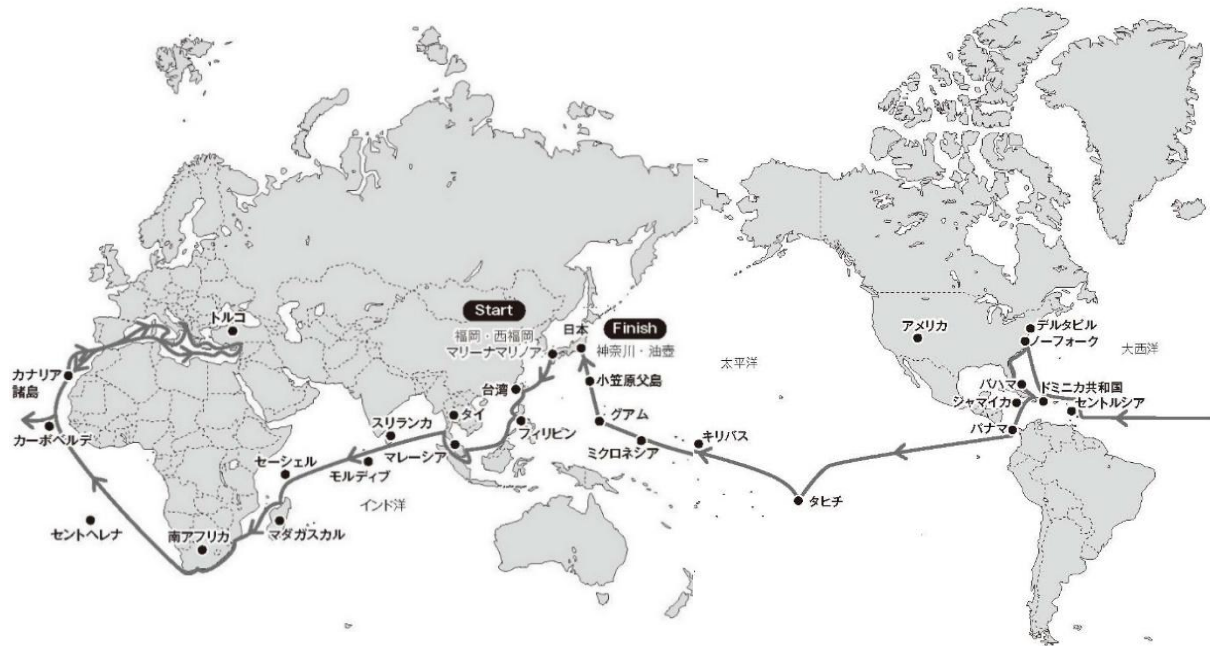 Start
福岡・西福岡
マリーナマリノア
日本
Finish
神奈川・油壺
トルコ
カナリア
諸島
カーボベルデ
セントヘレナ
南アフリカ
マダガスカル
セーシェル
モルディブ
インド洋
スリランカ
マレーシア
タイ
台湾
フィリピン
小笠原父島
グアム
ミクロネシア
キリバス
太平洋
タヒチ
アメリカ
デルタビル
ノーフォーク
大西洋
バハマ
ジャマイカ
ドミニカ共和国
セントルシア
パナマ